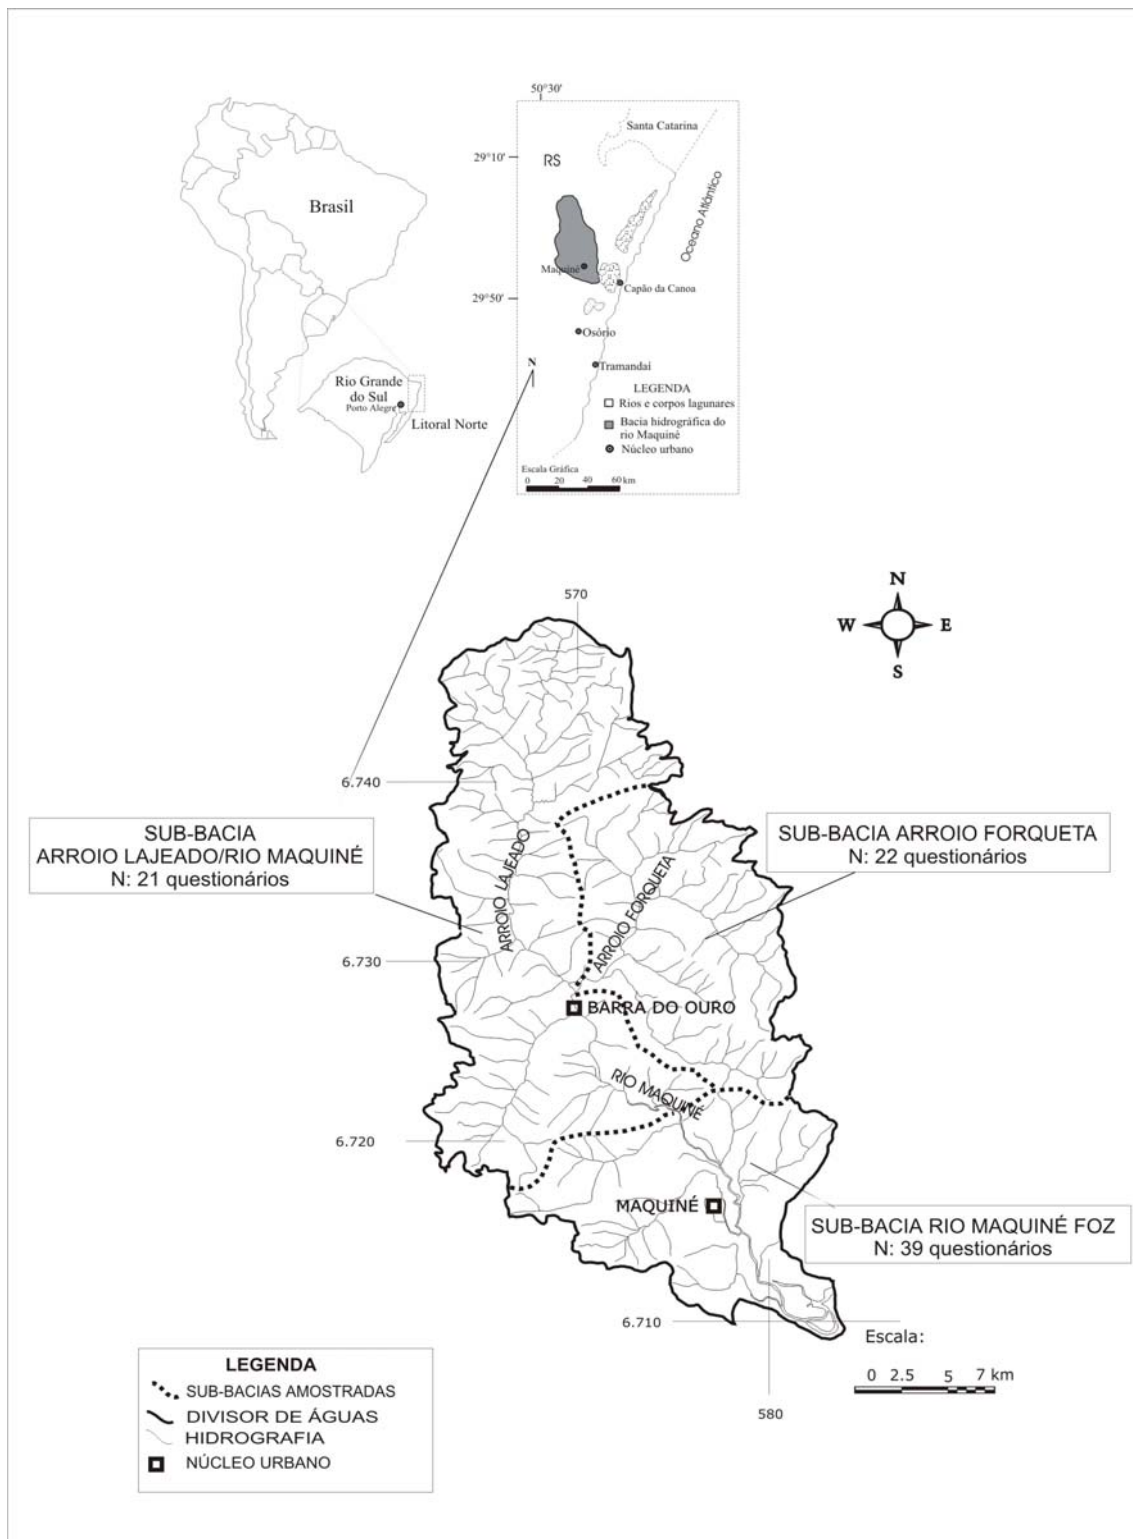 50°30'
Santa Catarina
29°10'
RS
Oceano Atlântico
Brasil
Maquiné
Capão da Canoa
29°50'
Osório
N
Tramandaí
Rio Grande
do Sul
Porto Alegre
Litoral Norte
LEGENDA
Rios e corpos lagunares
Bacia hidrográfica do
rio Maquiné
Núcleo urbano
Escala Gráfica
0 20 40 60 km
570
N
W E
S
6.740
SUB-BACIA
ARROIO LAJEADO/RIO MAQUINÉ
N: 21 questionários
SUB-BACIA ARROIO FORQUETA
N: 22 questionários
ARROIO LAJEADO
ARROIO FORQUETA
6.730
BARRA DO OURO
RIO MAQUINÉ
6.720
MAQUINÉ
SUB-BACIA RIO MAQUINÉ FOZ
N: 39 questionários
6.710
Escala:
0 2.5 5 7 km
580
LEGENDA
SUB-BACIAS AMOSTRADAS
DIVISOR DE ÁGUAS
HIDROGRAFIA
NÚCLEO URBANO